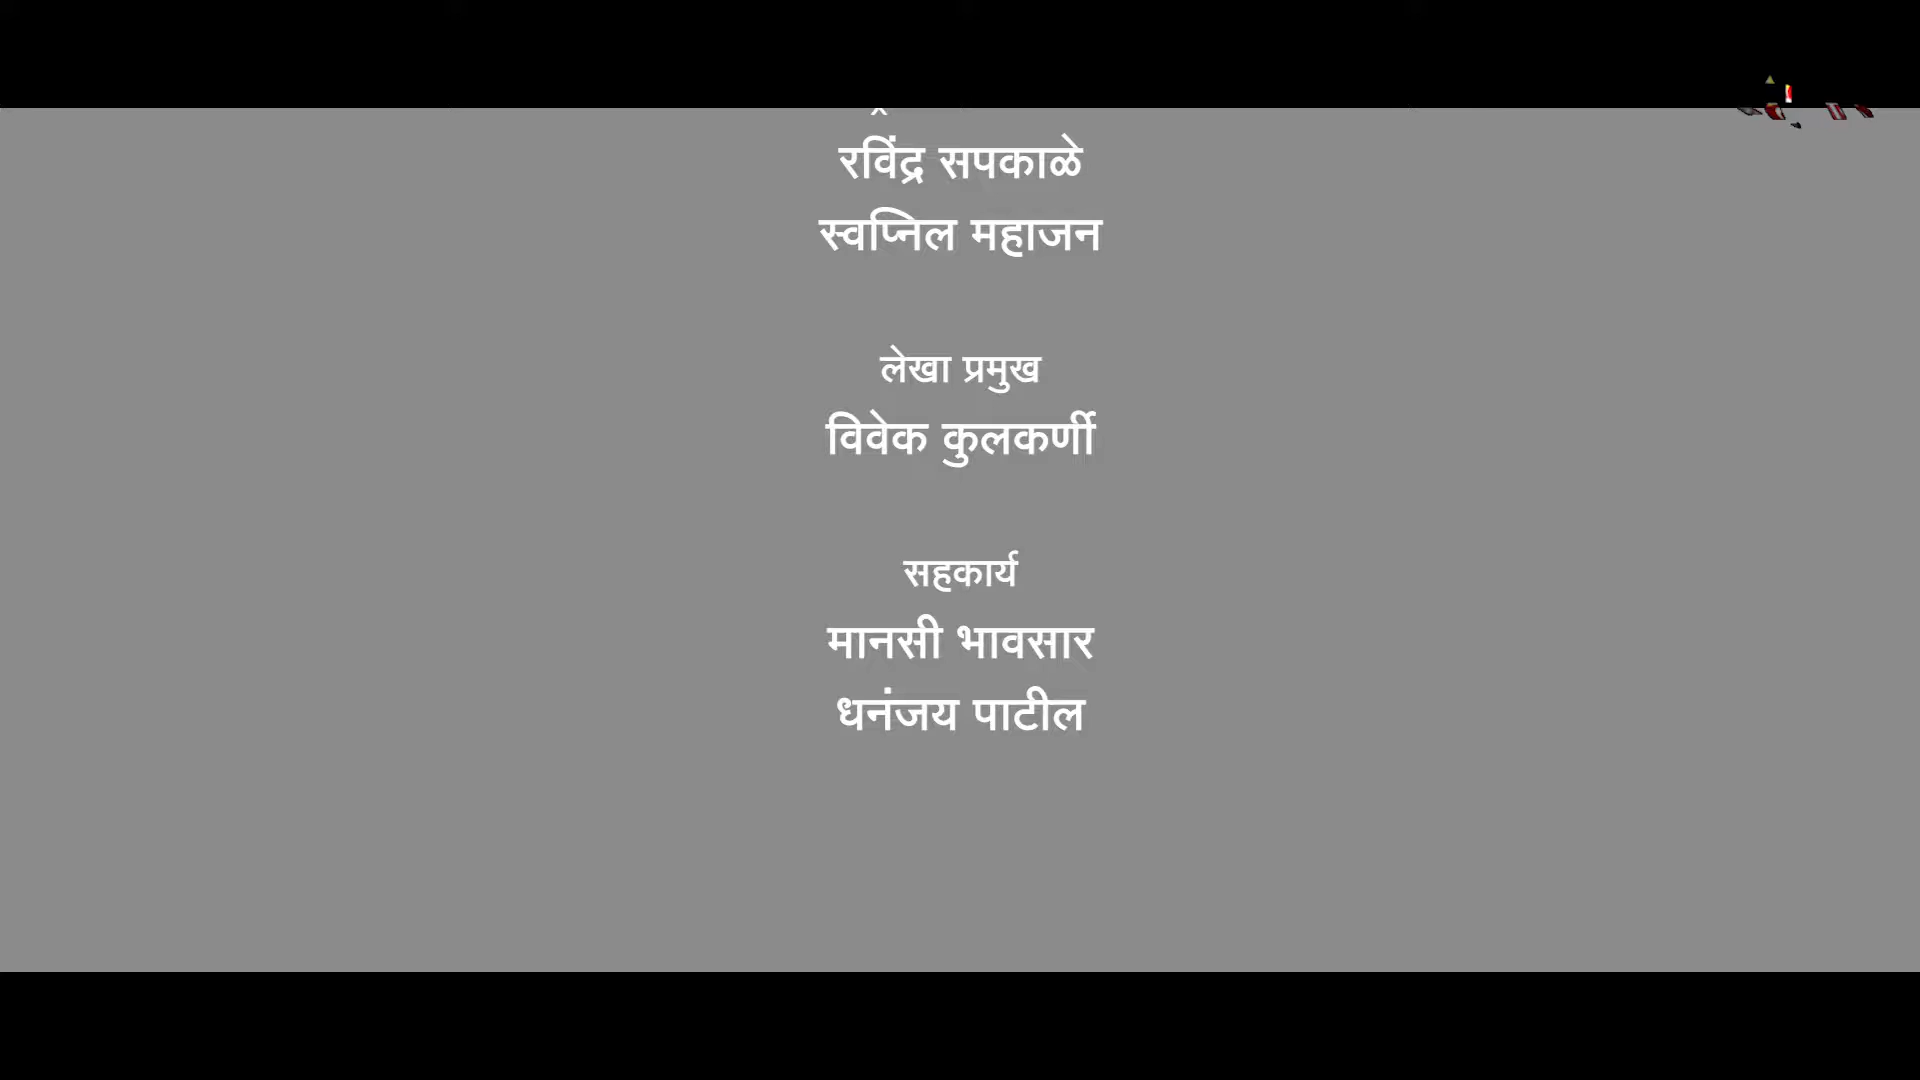 रविंद्र सपकाळे
स्वप्निल महाजन
लेखा प्रमुख
विवेक कुलकर्णी
सहकार्य
मानसी भावसार
धनंजय पाटील